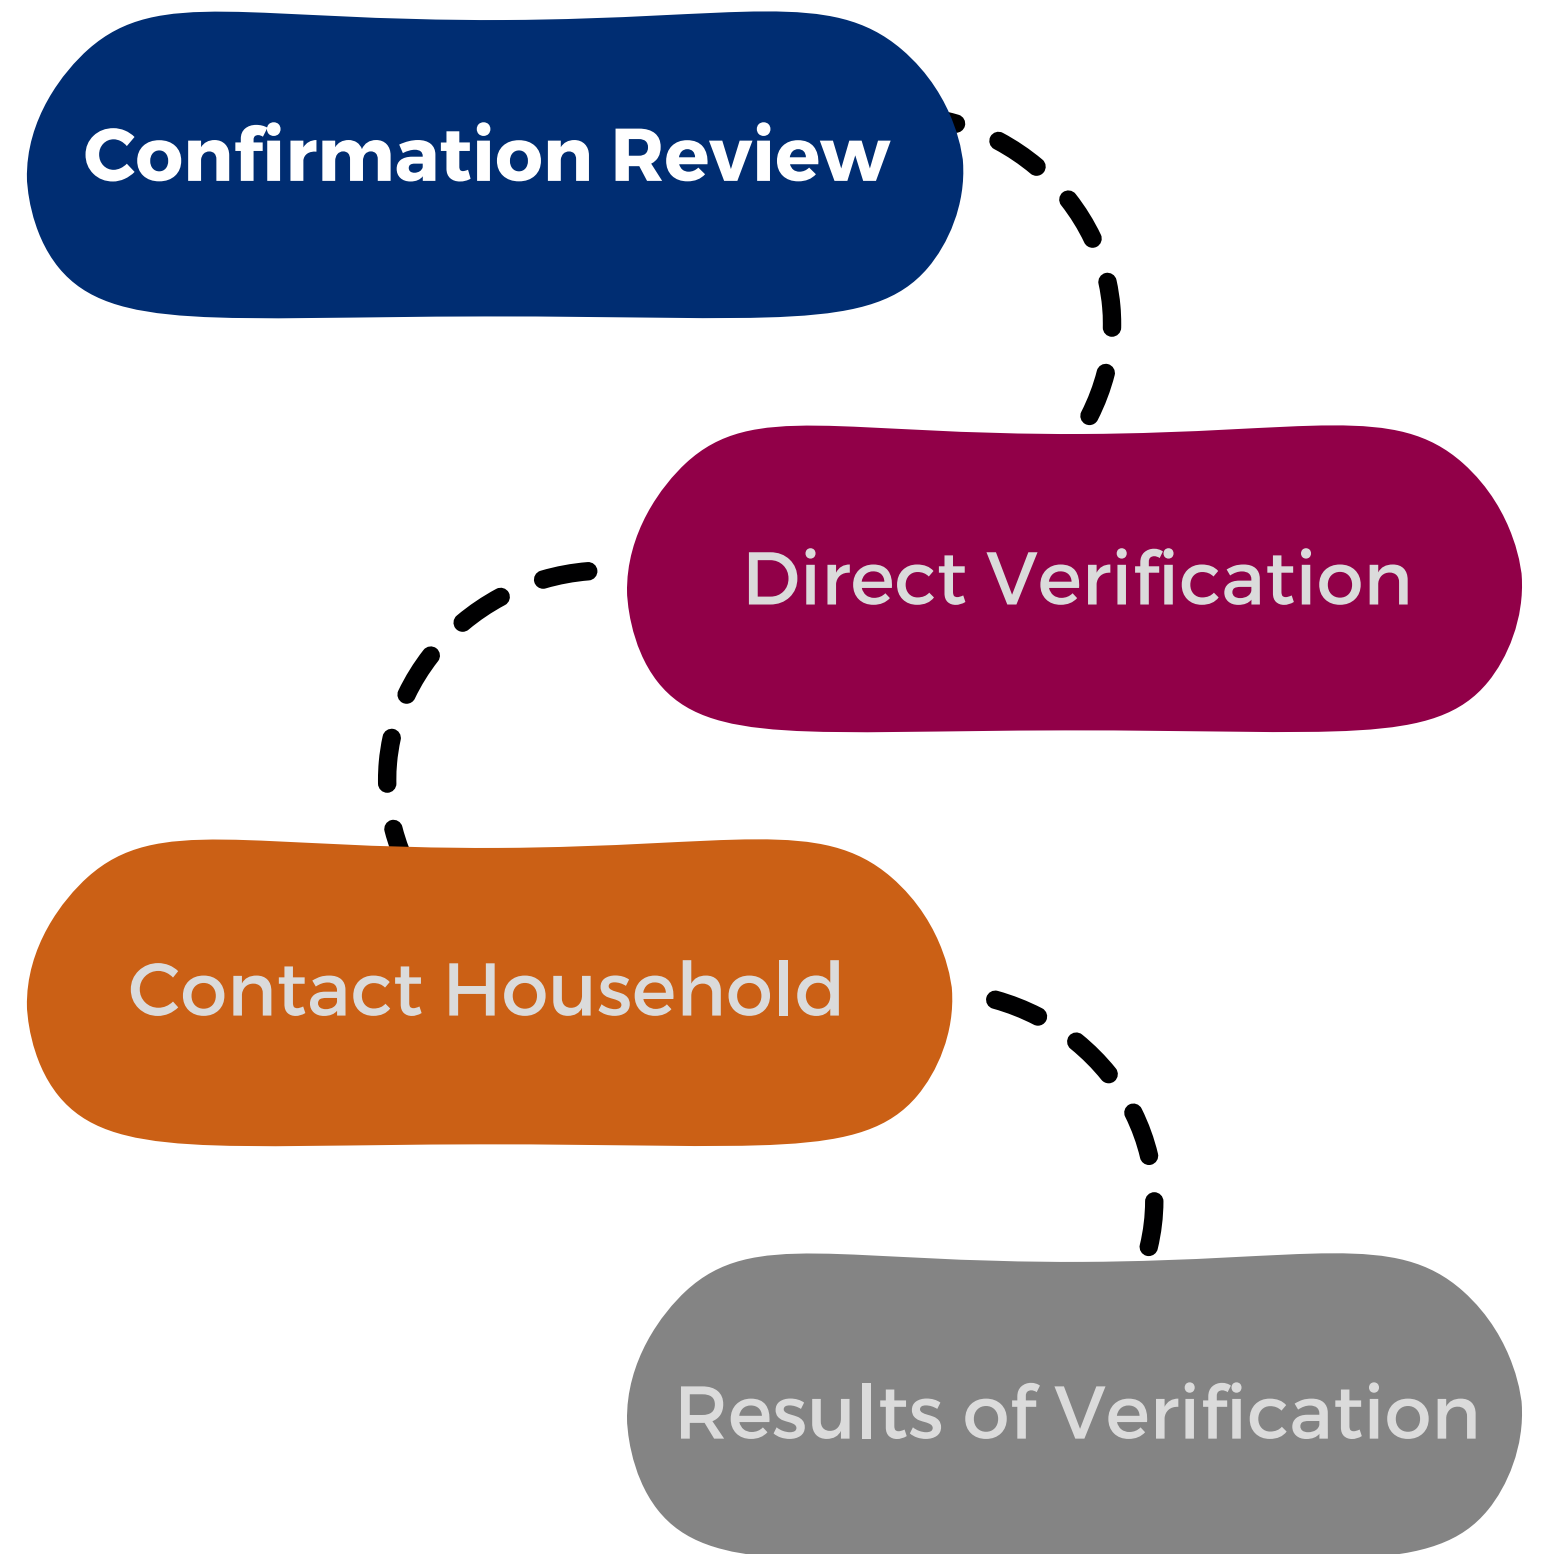 Confirmation Review
Direct Verification
Contact Household
Results of Verification